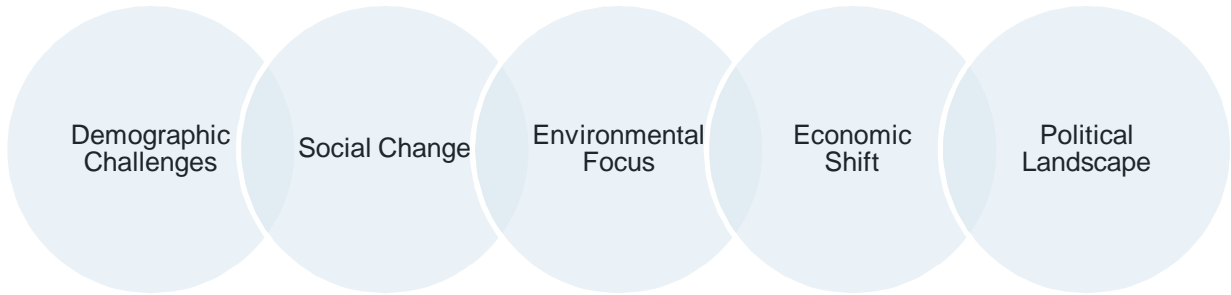 Demographic
Challenges
Social Change
Environmental
Focus
Economic
Shift
Political
Landscape